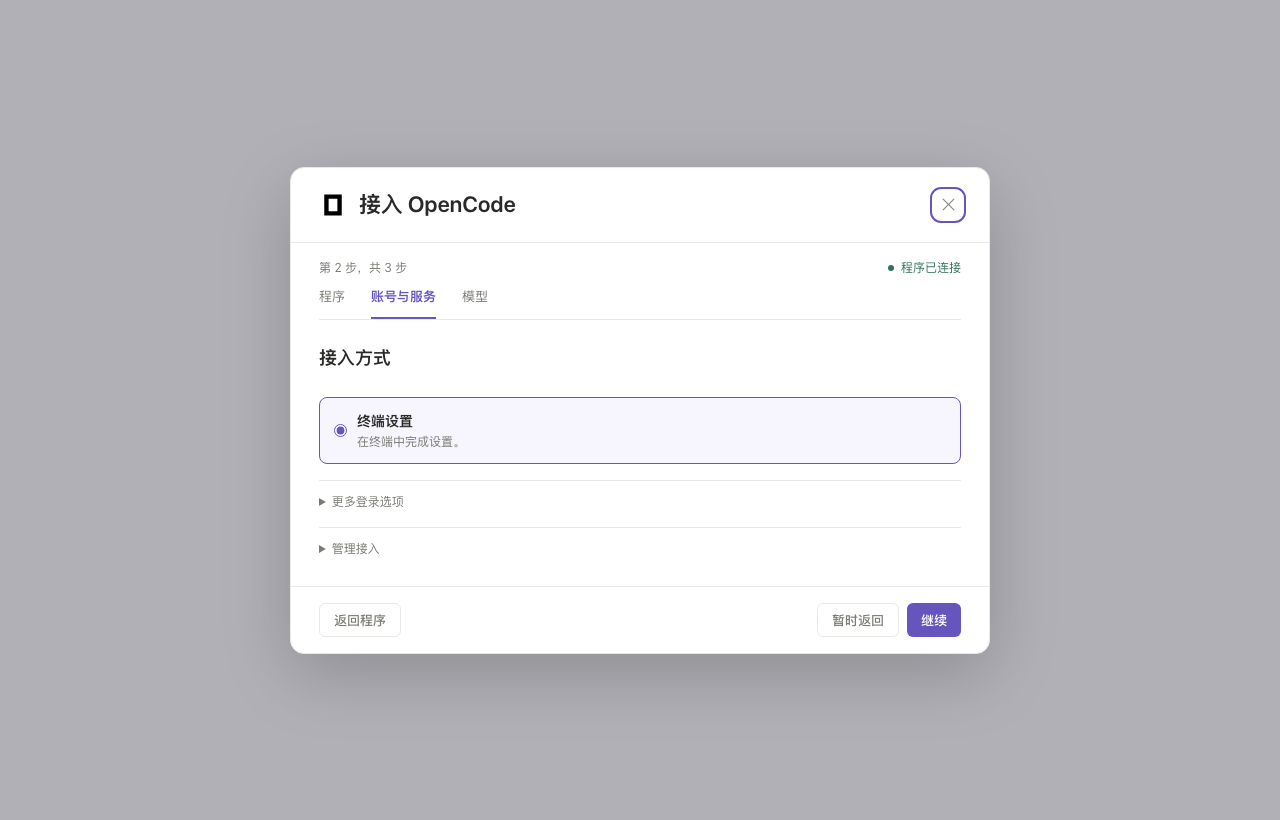 接入 OpenCode
第 2 步，共 3 步
程序已连接
程序
账号与服务
模型
接入方式
终端设置
在终端中完成设置。
更多登录选项
管理接入
返回程序
暂时返回
继续